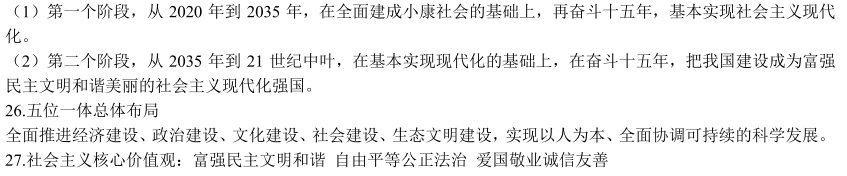 （1）第一个阶段，从 2020 年到 2035 年，在全面建成小康社会的基础上，再奋斗十五年，基本实现社会主义现代
化。
（2）第二个阶段，从 2035 年到 21 世纪中叶，在基本实现现代化的基础上，在奋斗十五年，把我国建设成为富强
民主文明和谐美丽的社会主义现代化强国。
26.五位一体总体布局
全面推进经济建设、政治建设、文化建设、社会建设、生态文明建设，实现以人为本、全面协调可持续的科学发展。
27.社会主义核心价值观：富强民主文明和谐 自由平等公正法治 爱国敬业诚信友善